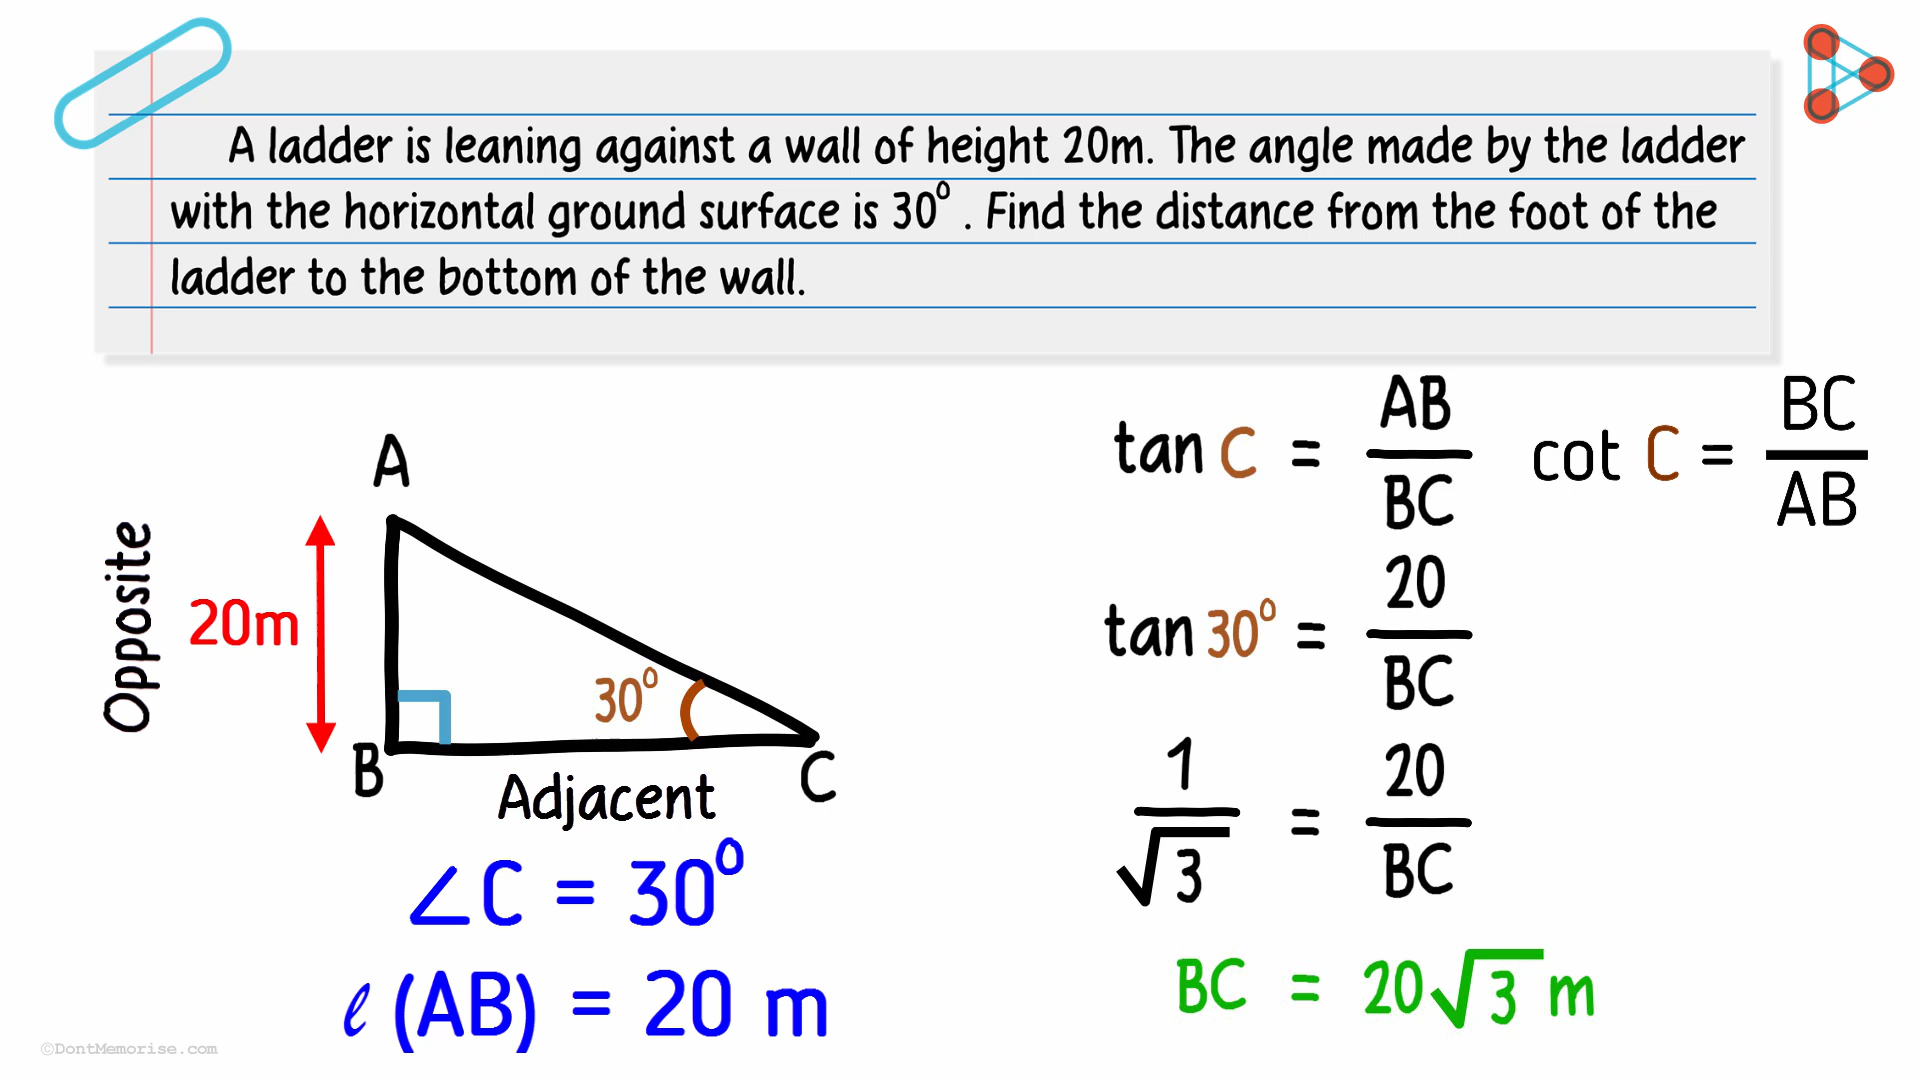 A ladder is leaning against a wall of height 20m. The angle made by the ladder
with the horizontal ground surface is 30° . Find the distance from the foot of the
ladder to the bottom of the wall.
A
Opposite
20m
30°
B
C
Adjacent
∠C = 30°
ℓ (AB) = 20 m
tan C = AB/BC
cot C = BC/AB
tan 30° = 20/BC
1/√3 = 20/BC
BC = 20√3 m
©DontMemorise.com